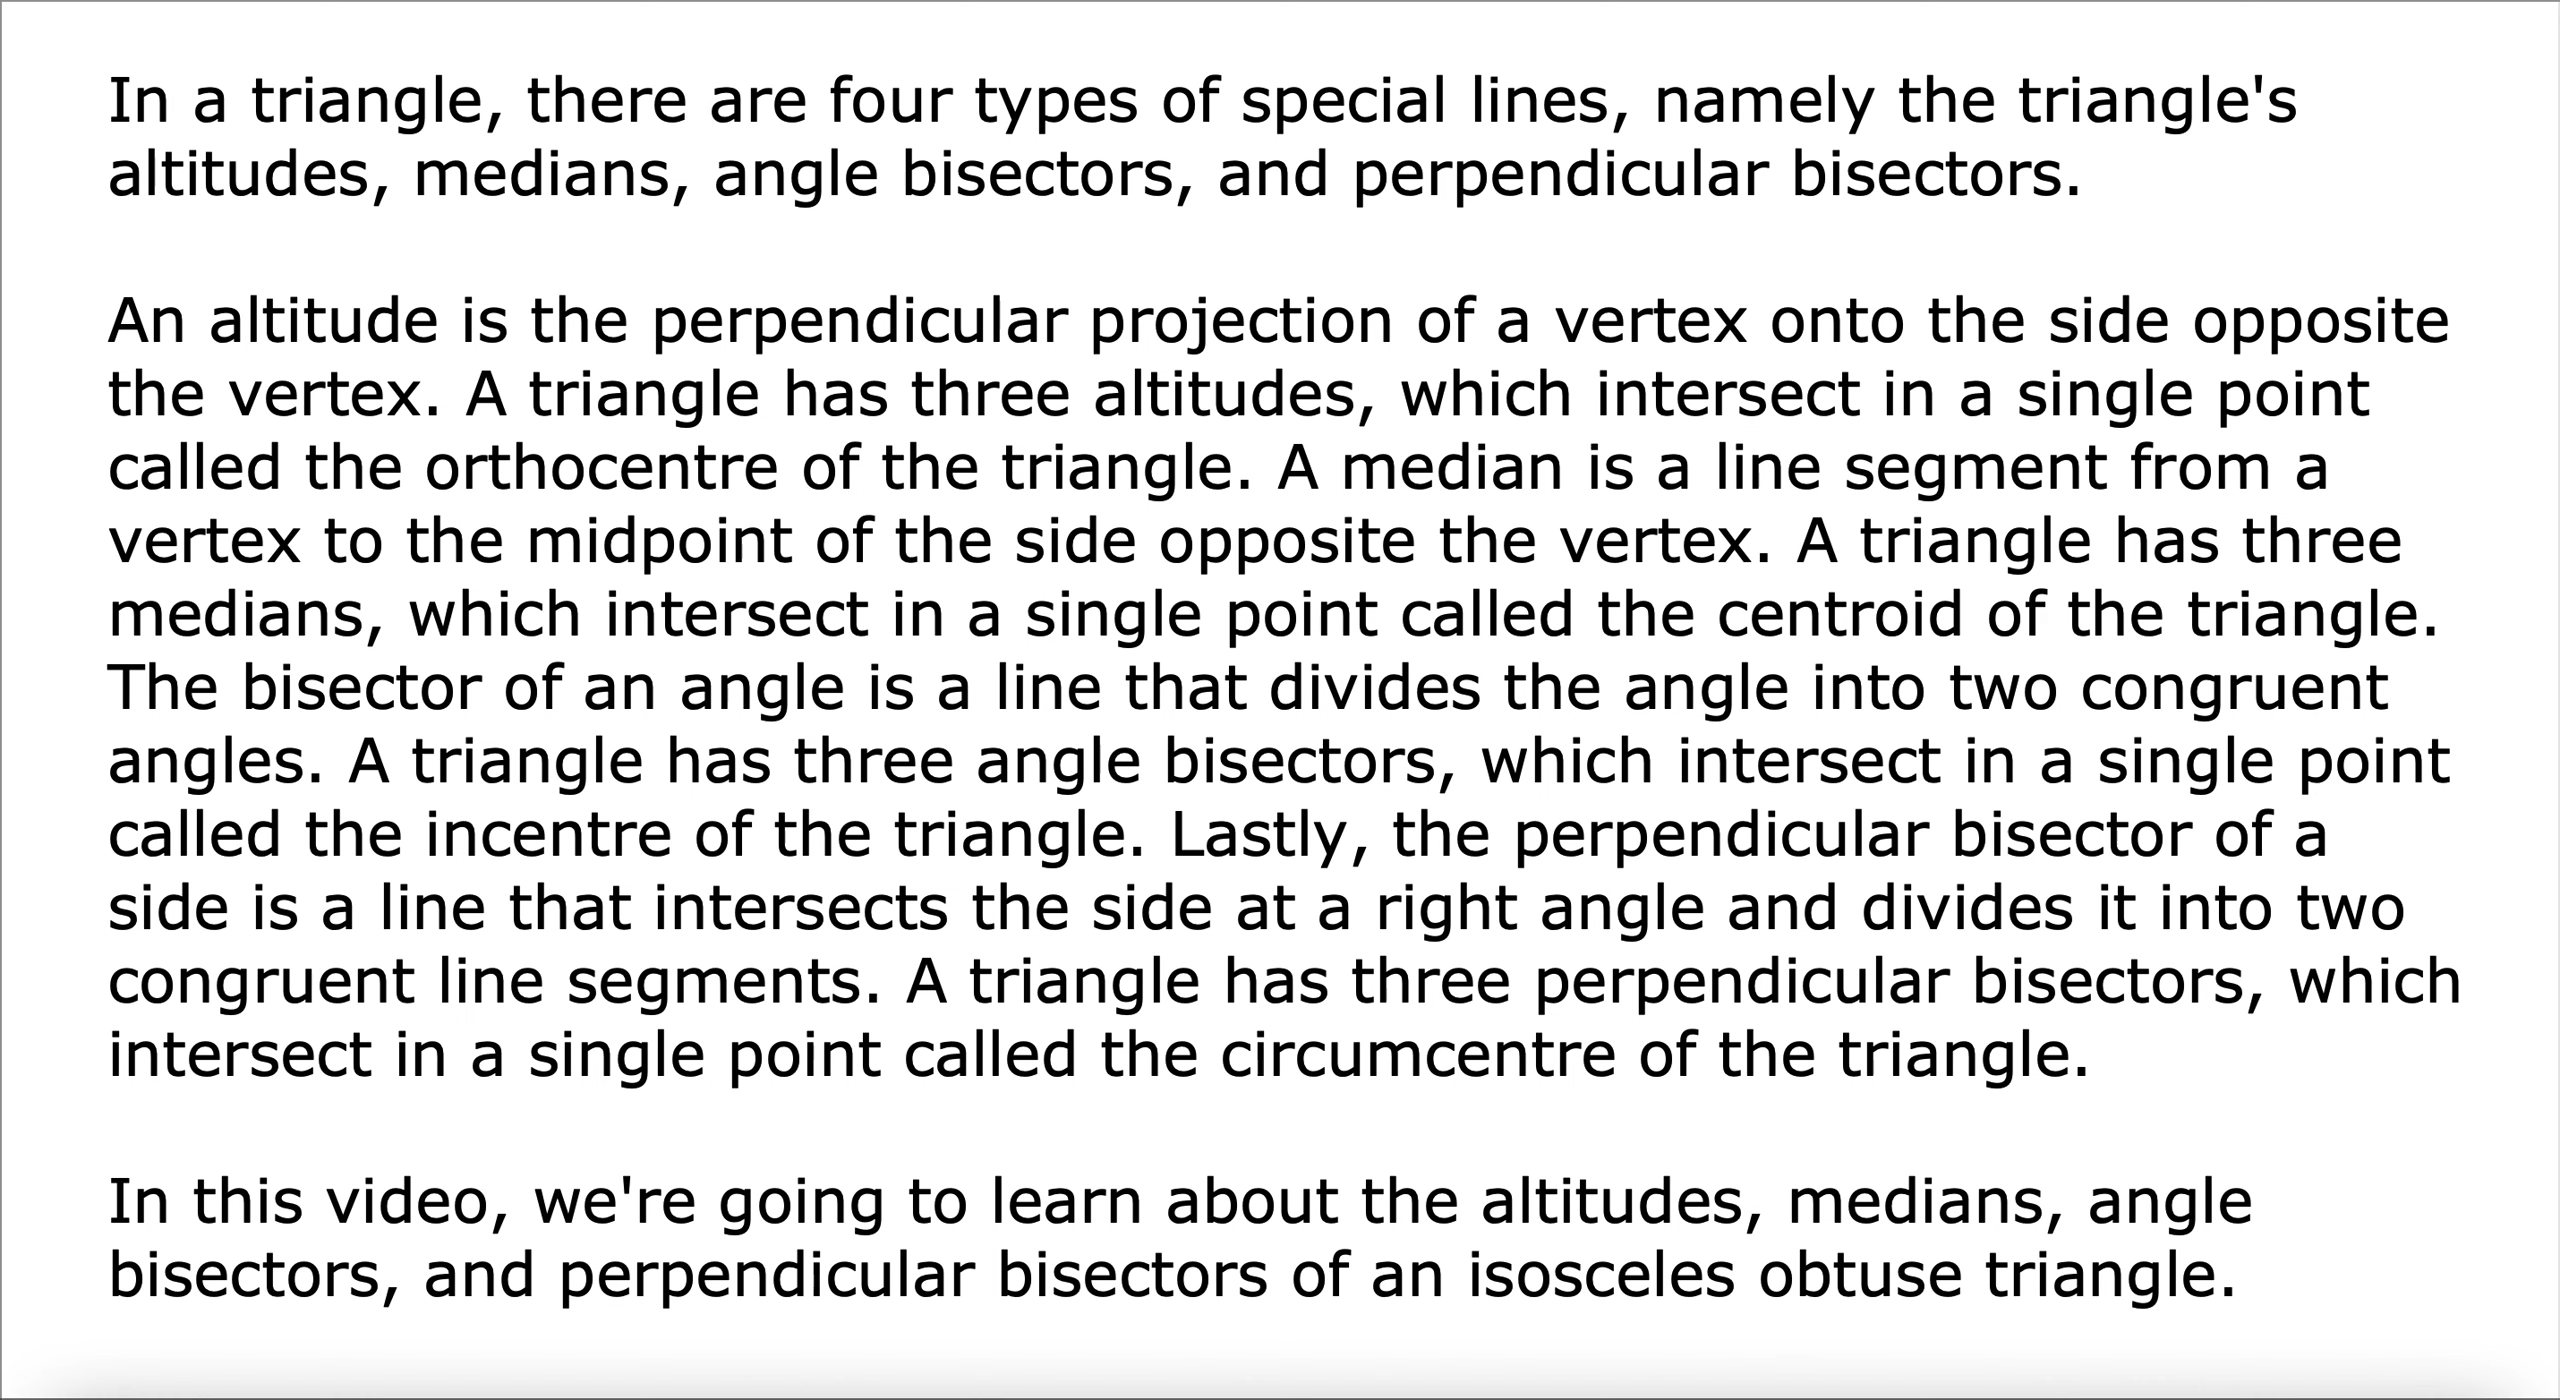 In a triangle, there are four types of special lines, namely the triangle's
altitudes, medians, angle bisectors, and perpendicular bisectors.
An altitude is the perpendicular projection of a vertex onto the side opposite
the vertex. A triangle has three altitudes, which intersect in a single point
called the orthocentre of the triangle. A median is a line segment from a
vertex to the midpoint of the side opposite the vertex. A triangle has three
medians, which intersect in a single point called the centroid of the triangle.
The bisector of an angle is a line that divides the angle into two congruent
angles. A triangle has three angle bisectors, which intersect in a single point
called the incentre of the triangle. Lastly, the perpendicular bisector of a
side is a line that intersects the side at a right angle and divides it into two
congruent line segments. A triangle has three perpendicular bisectors, which
intersect in a single point called the circumcentre of the triangle.
In this video, we're going to learn about the altitudes, medians, angle
bisectors, and perpendicular bisectors of an isosceles obtuse triangle.